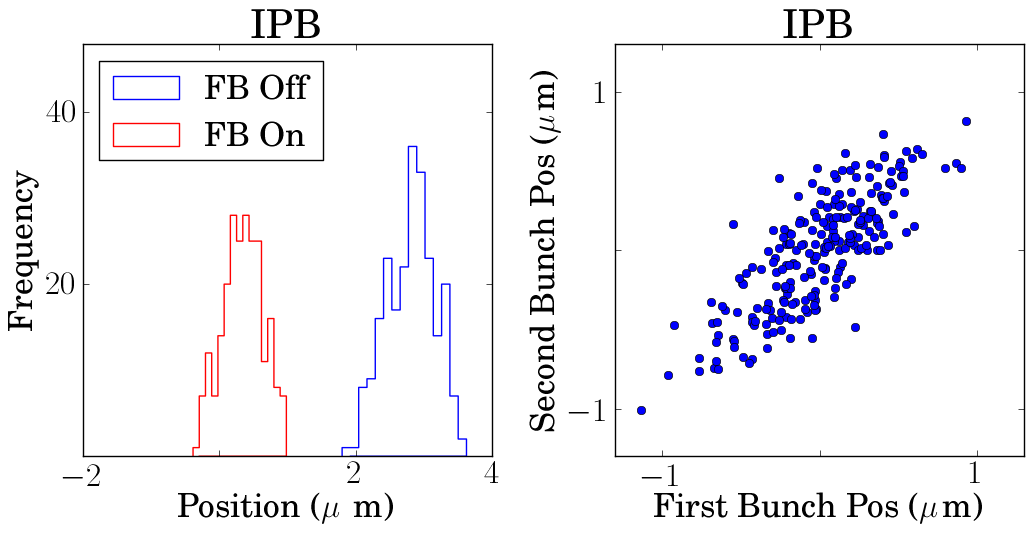 IPB
FB Off
FB On
40
20
Frequency
−2
2
4
Position (μ m)
IPB
1
−1
Second Bunch Pos (μm)
−1
1
First Bunch Pos (μm)